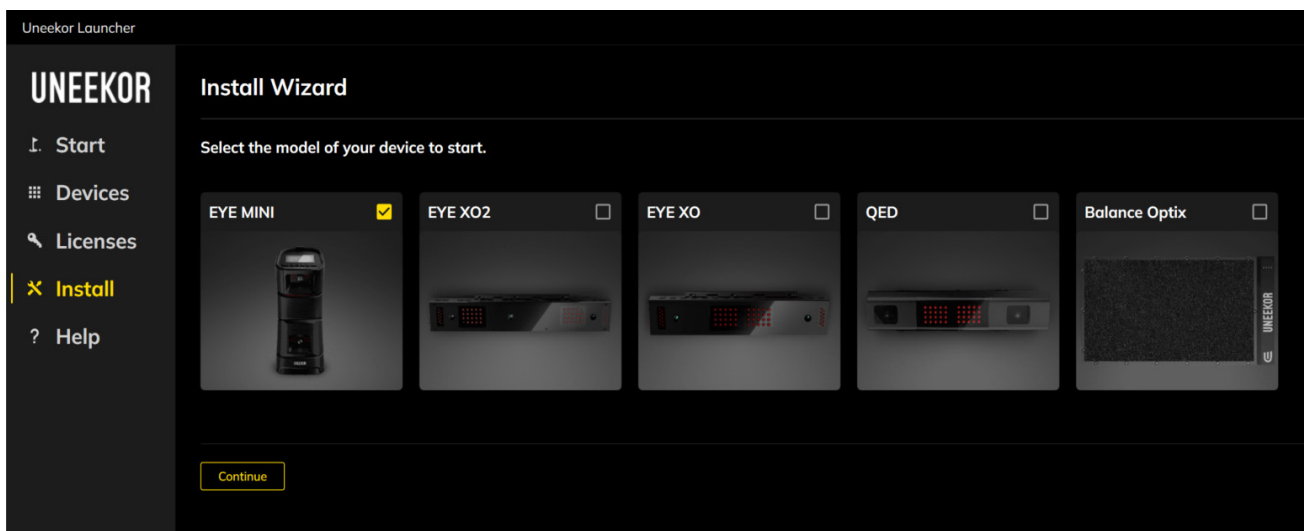 Uneekor Launcher
UNEEKOR
Start
Devices
Licenses
Install
? Help
Install Wizard
Select the model of your device to start.
EYE MINI
EYE XO2
EYE XO
QED
Balance Optix
UNEEKOR
Continue